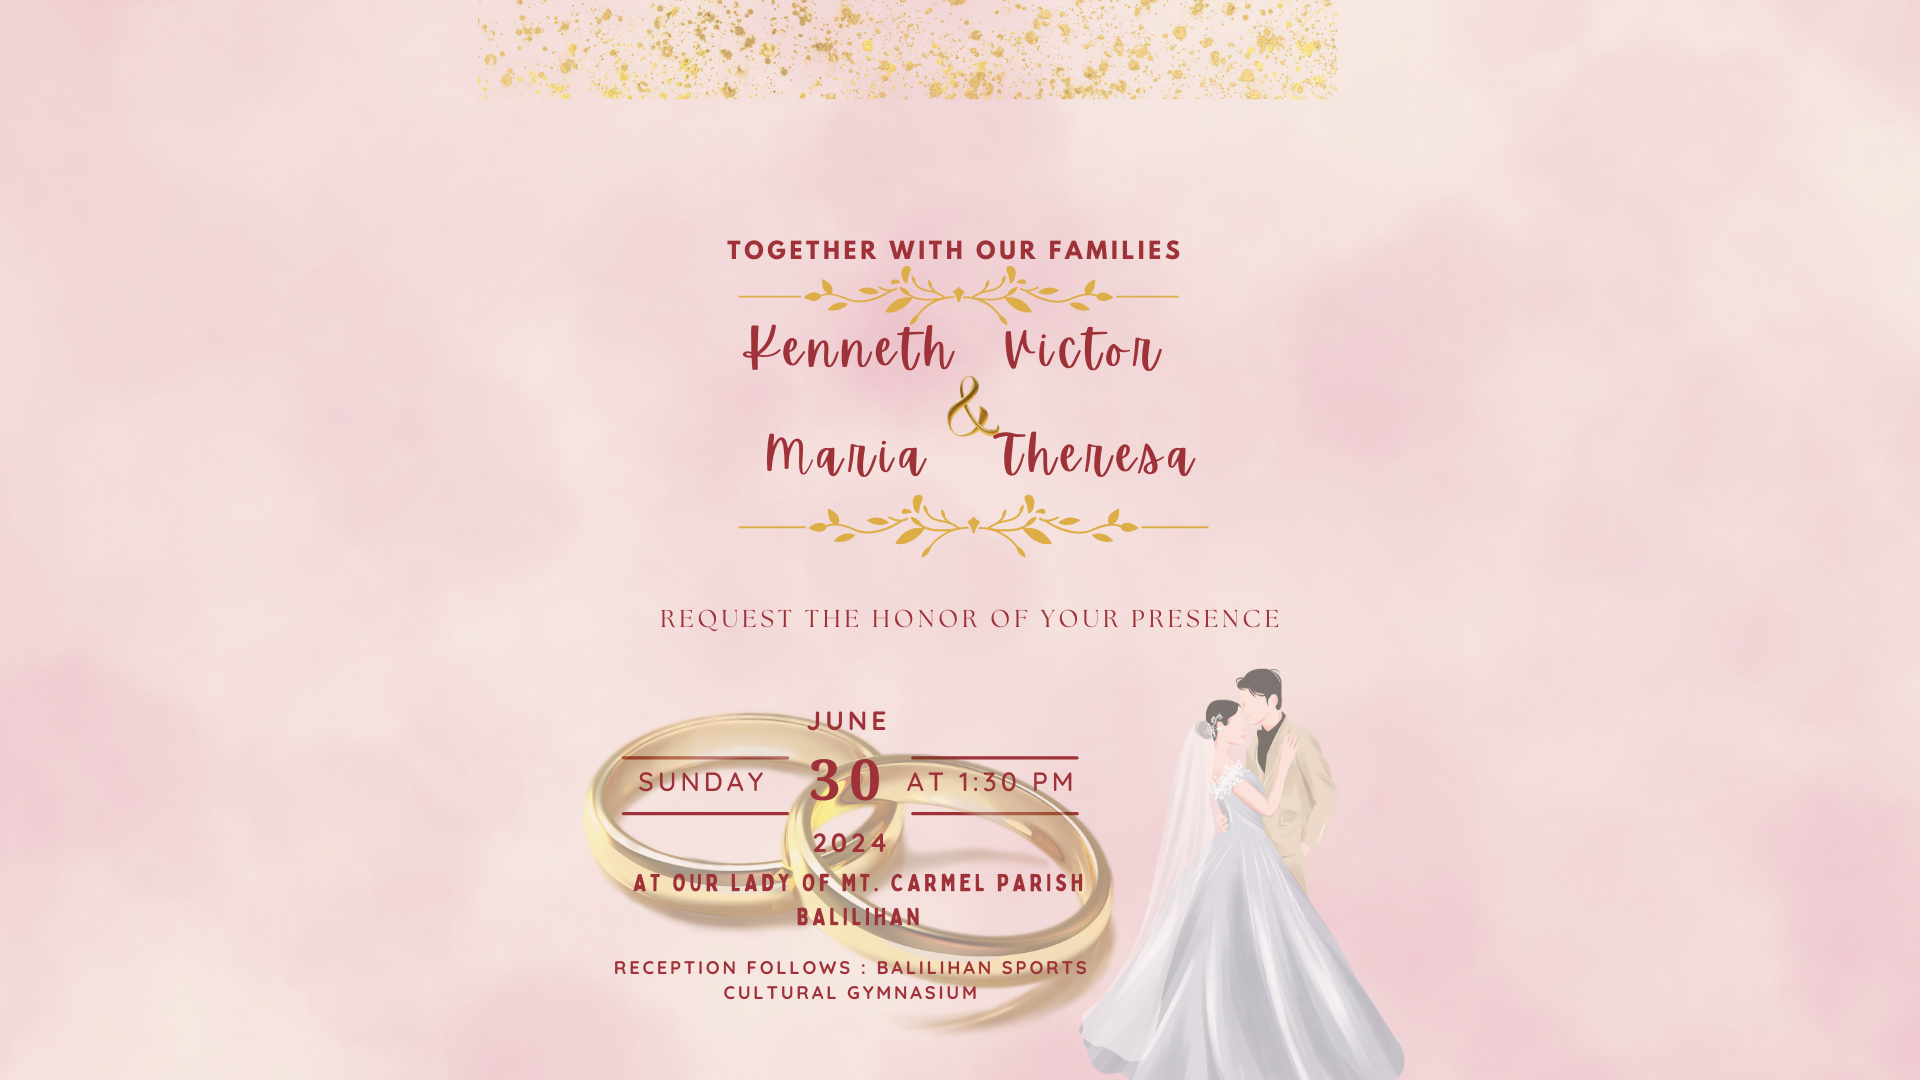 TOGETHER WITH OUR FAMILIES
Kenneth Victor
&
Maria Theresa
REQUEST THE HONOR OF YOUR PRESENCE
JUNE
SUNDAY 30 AT 1:30 PM
2024
AT OUR LADY OF MT. CARMEL PARISH
BALILIHAN
RECEPTION FOLLOWS : BALILIHAN SPORTS
CULTURAL GYMNASIUM